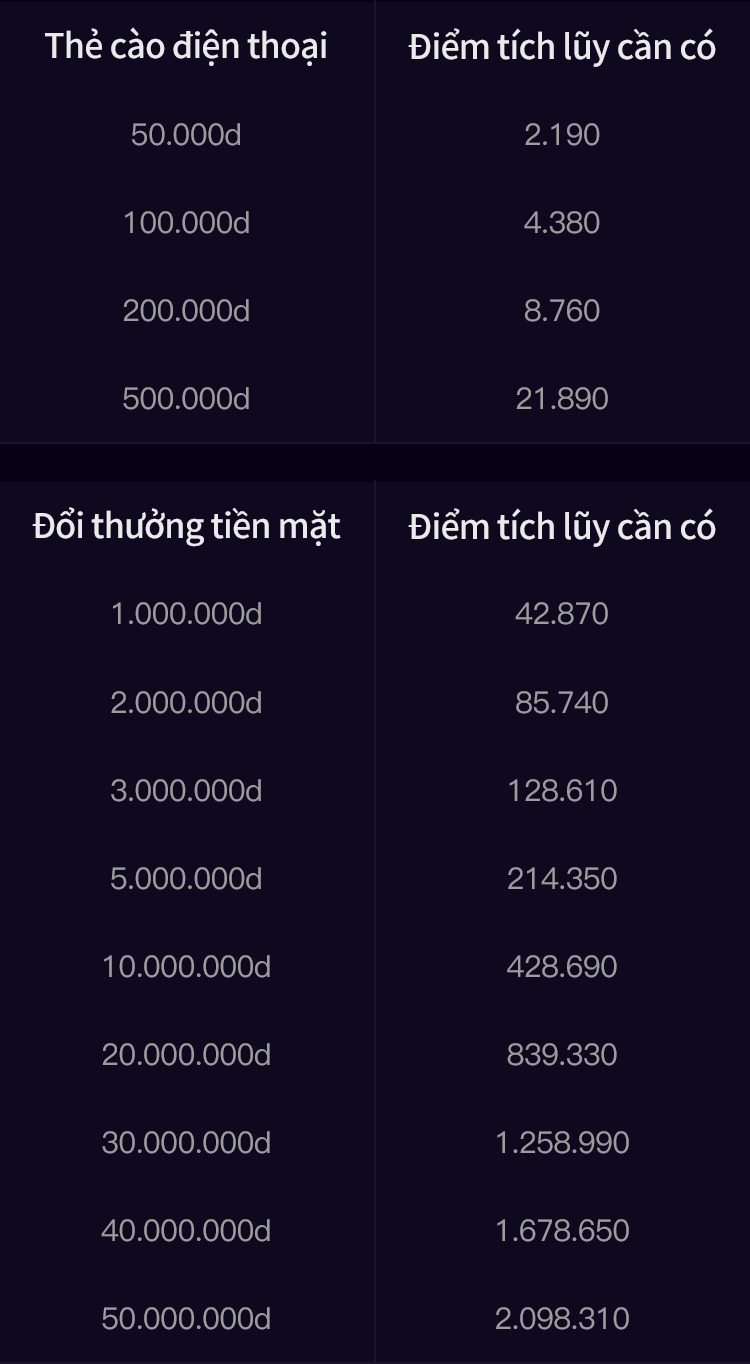 Thẻ cào điện thoại Điểm tích lũy cần có
50.000d 2.190
100.000d 4.380
200.000d 8.760
500.000d 21.890
Đổi thưởng tiền mặt Điểm tích lũy cần có
1.000.000d 42.870
2.000.000d 85.740
3.000.000d 128.610
5.000.000d 214.350
10.000.000d 428.690
20.000.000d 839.330
30.000.000d 1.258.990
40.000.000d 1.678.650
50.000.000d 2.098.310